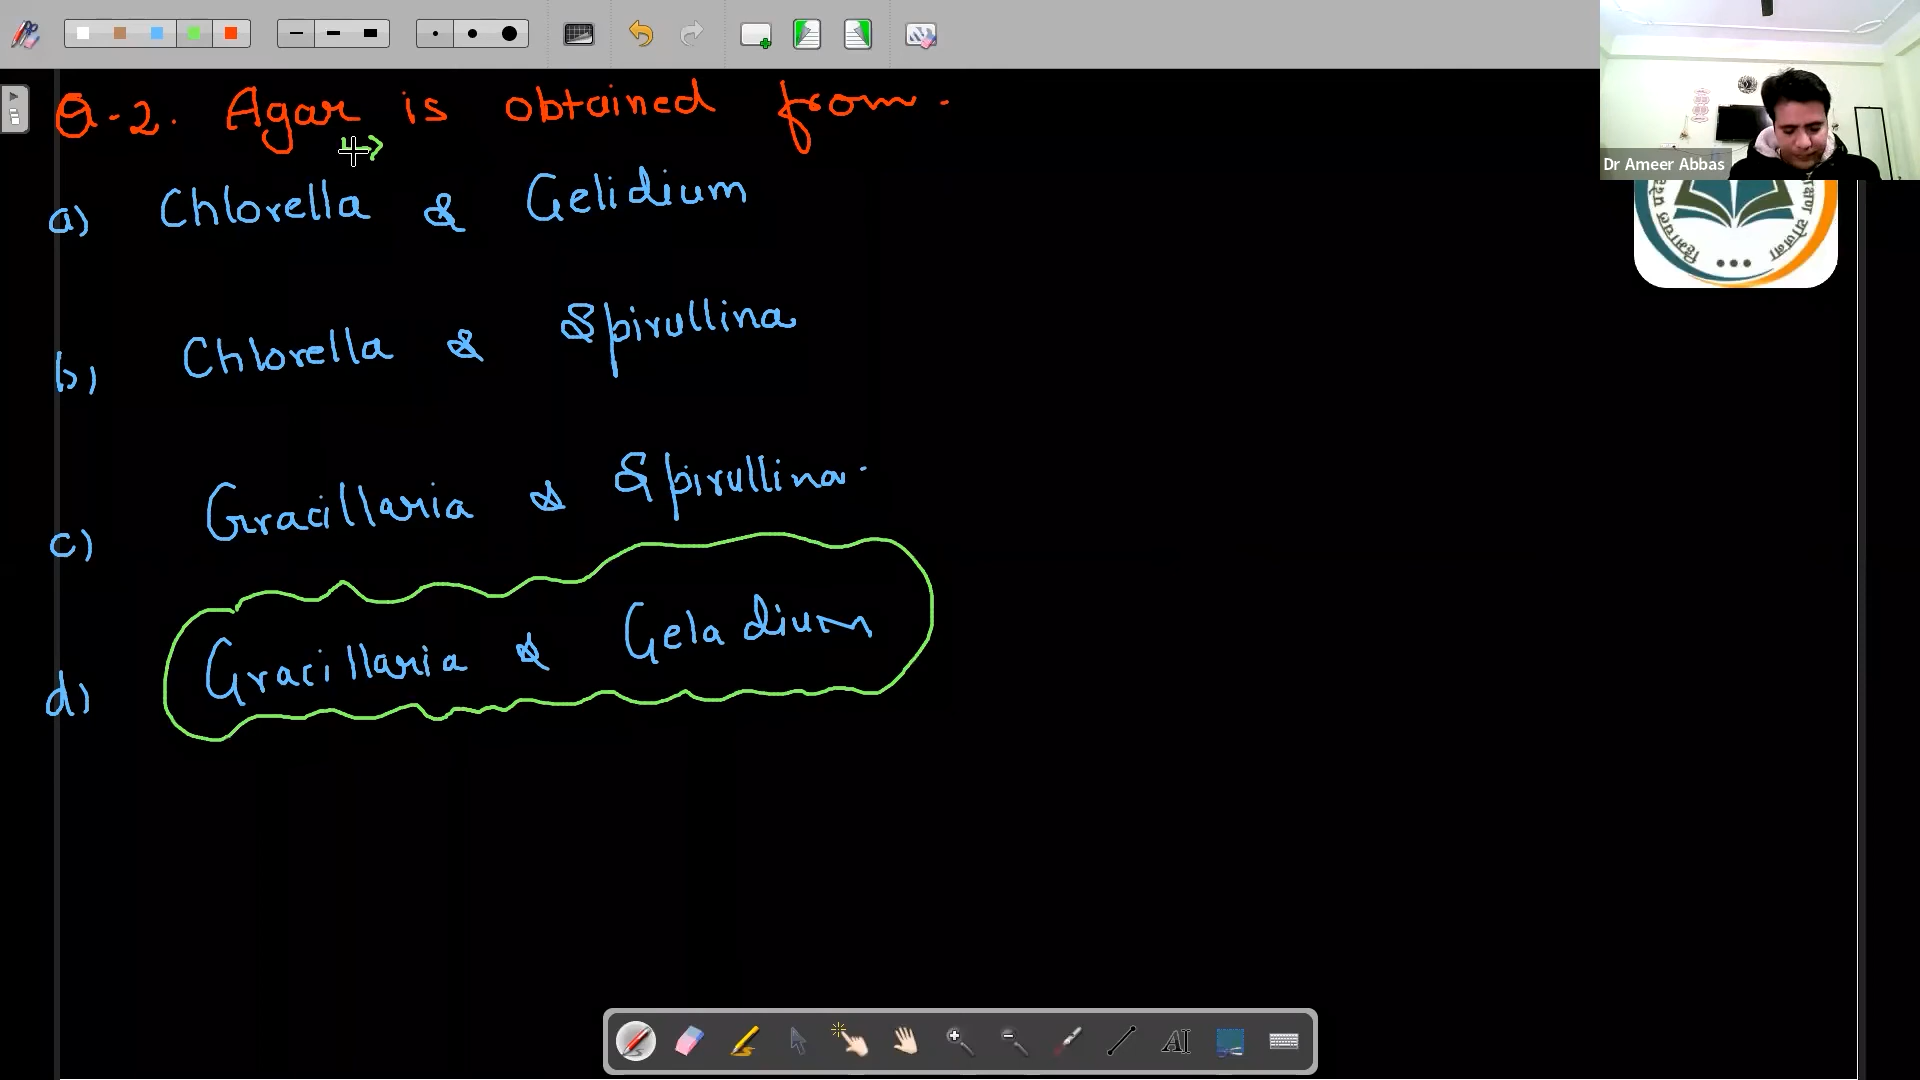 Q-2. Agar is obtained from.
a) Chlorella & Gelidium
b) Chlorella & Spirullina
c) Gracillaria & Spirullina.
d) Gracillaria & Geladium
Dr Ameer Abbas